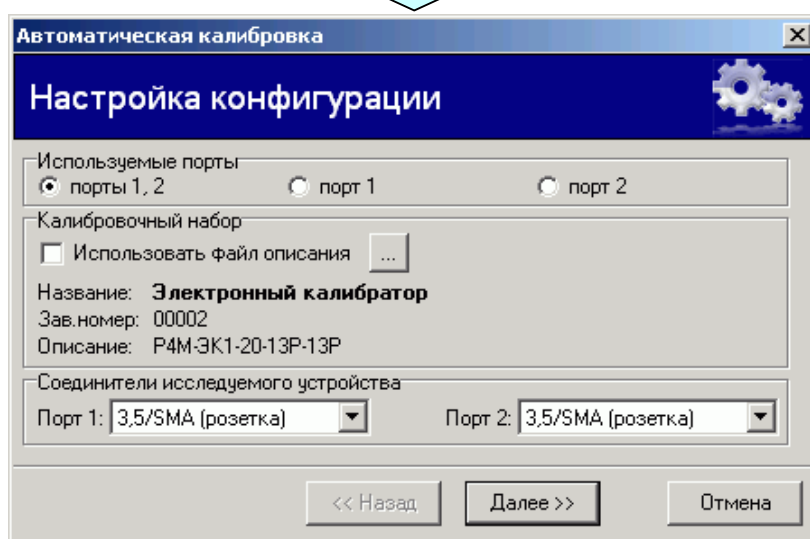 Автоматическая калибровка
Настройка конфигурации
Используемые порты
порты 1, 2 порт 1 порт 2
Калибровочный набор
Использовать файл описания ...
Название: Электронный калибратор
Зав.номер: 00002
Описание: Р4М-ЭК1-20-13Р-13Р
Соединители исследуемого устройства
Порт 1: 3,5/SMA (розетка) Порт 2: 3,5/SMA (розетка)
<< Назад Далее >> Отмена